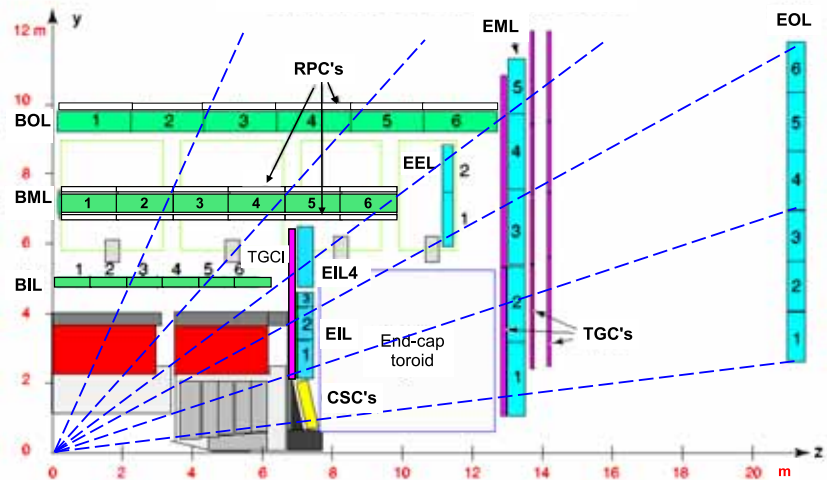 12 m
y
EML
EOL
RPC's
6
10
5
BOL
1 2 3 4 5 6
5
8
EEL
4
2
BML
1 2 3 4 5 6
1
3
6
TGCI
3
1 2 3 4 5 6
BIL
EIL4
4
3
2
2
2
EIL
End-cap
toroid
TGC's
1
1
2
CSC's
1
0
z
0 2 4 6 8 10 12 14 16 18 20 m